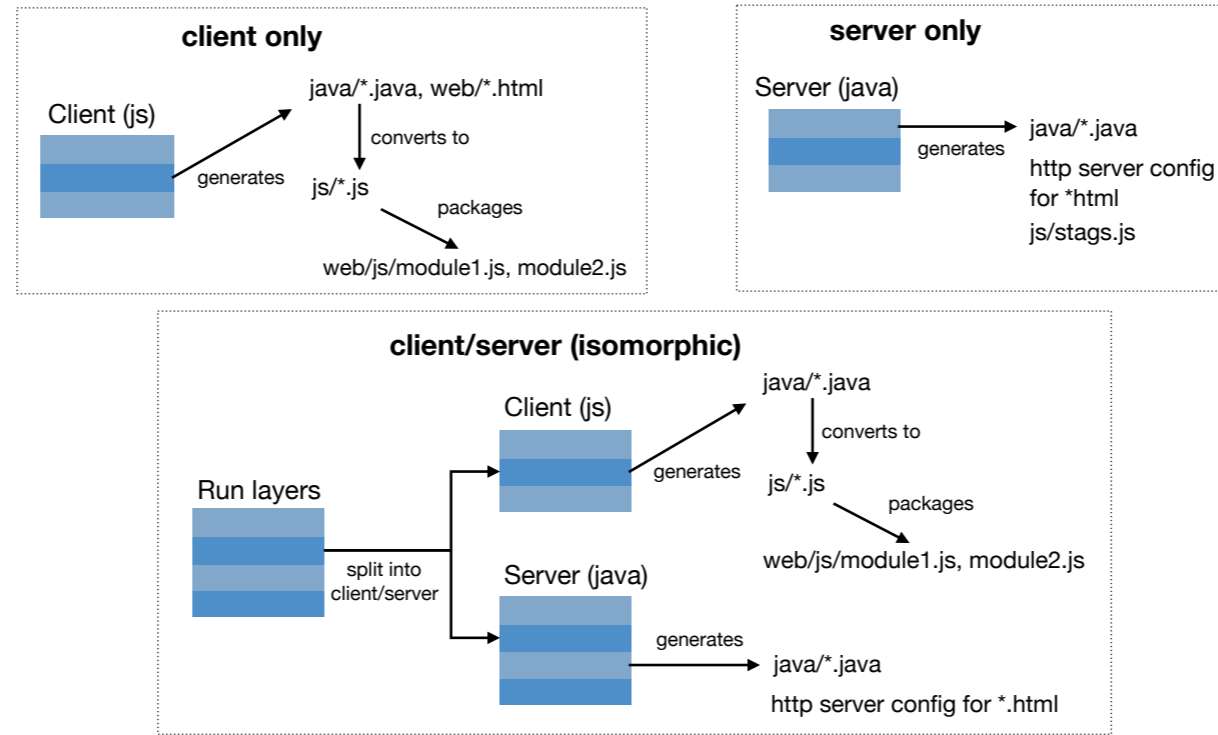 client only
Client (js)
java/*.java, web/*.html
converts to
generates
js/*.js
packages
web/js/module1.js, module2.js
server only
Server (java)
generates
java/*.java
http server config
for *html
js/stags.js
client/server (isomorphic)
Run layers
split into
client/server
Client (js)
generates
java/*.java
converts to
js/*.js
packages
web/js/module1.js, module2.js
Server (java)
generates
java/*.java
http server config for *.html